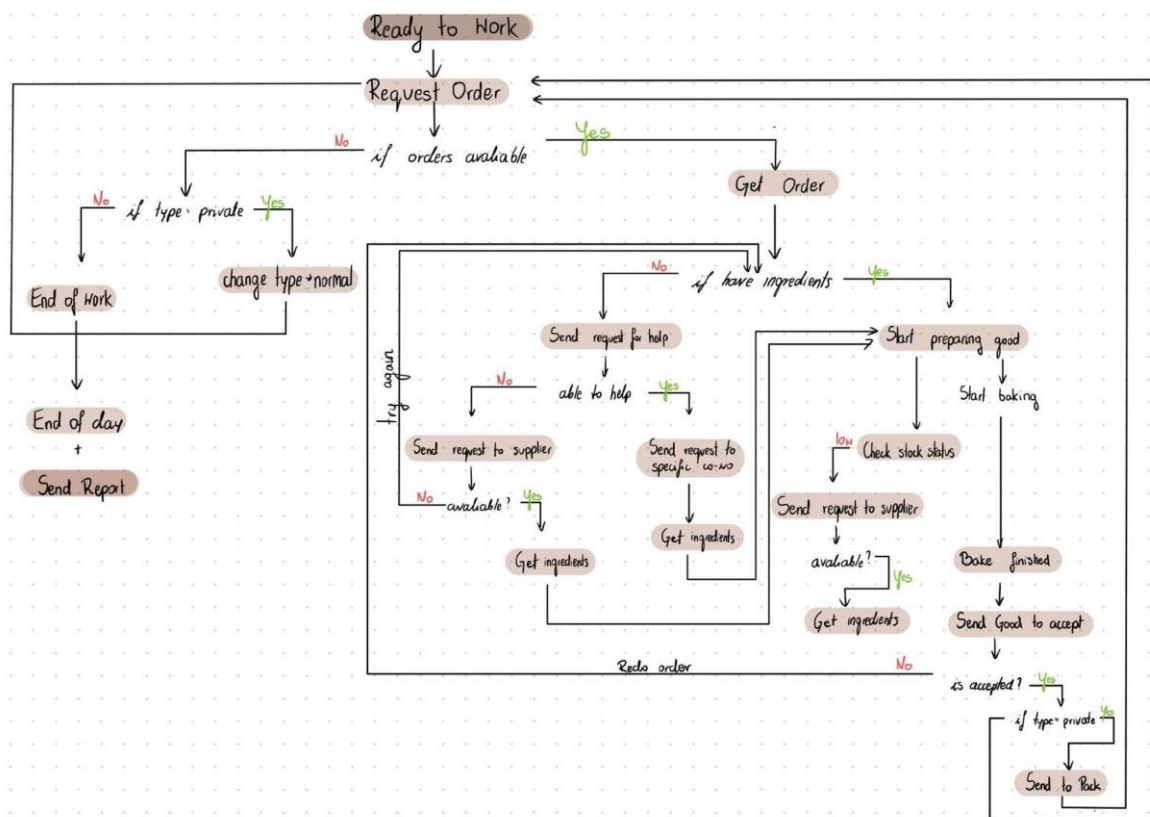 Ready to Work
Request Order
No
if orders avaliable
Yes
Get Order
No
if type = private
Yes
End of Work
change type→normal
End of day
+
Send Report
No
if have ingredients
Yes
Send request for help
No
able to help
Yes
try again
Send request to supplier
Send request to
specific co-wo
No
avaliable?
Yes
Get ingredients
Get ingredients
Start preparing good
Start baking
low
Check stock status
Send request to supplier
avaliable?
Yes
Get ingredients
Bake finished
Send Good to accept
Redo order
No
is accepted?
Yes
if type = private
Yes
Send to Pack